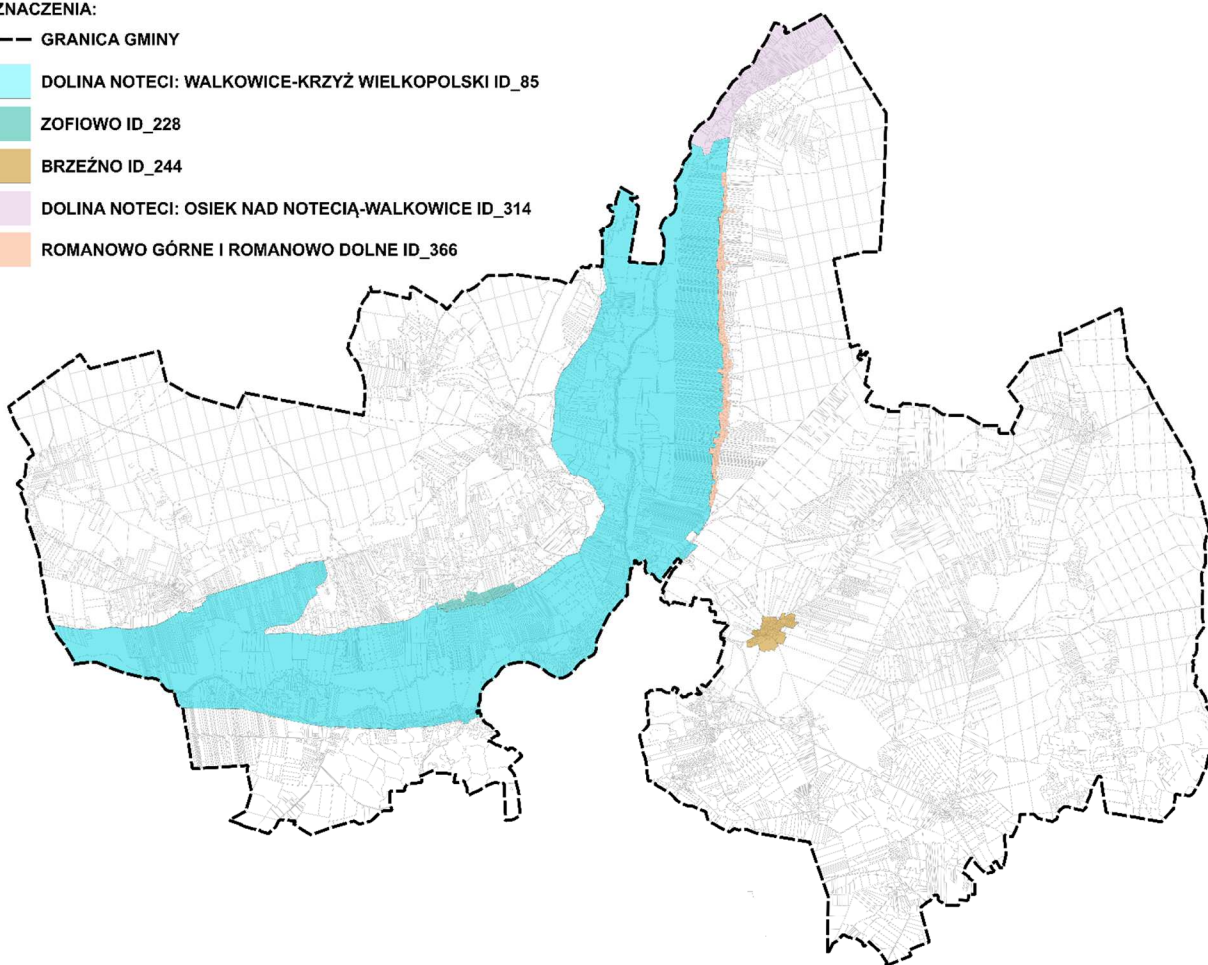 ZNACZENIA:
GRANICA GMINY
DOLINA NOTECI: WALKOWICE-KRZYŻ WIELKOPOLSKI ID_85
ZOFIOWO ID_228
BRZEŹNO ID_244
DOLINA NOTECI: OSIEK NAD NOTECIĄ-WALKOWICE ID_314
ROMANOWO GÓRNE I ROMANOWO DOLNE ID_366